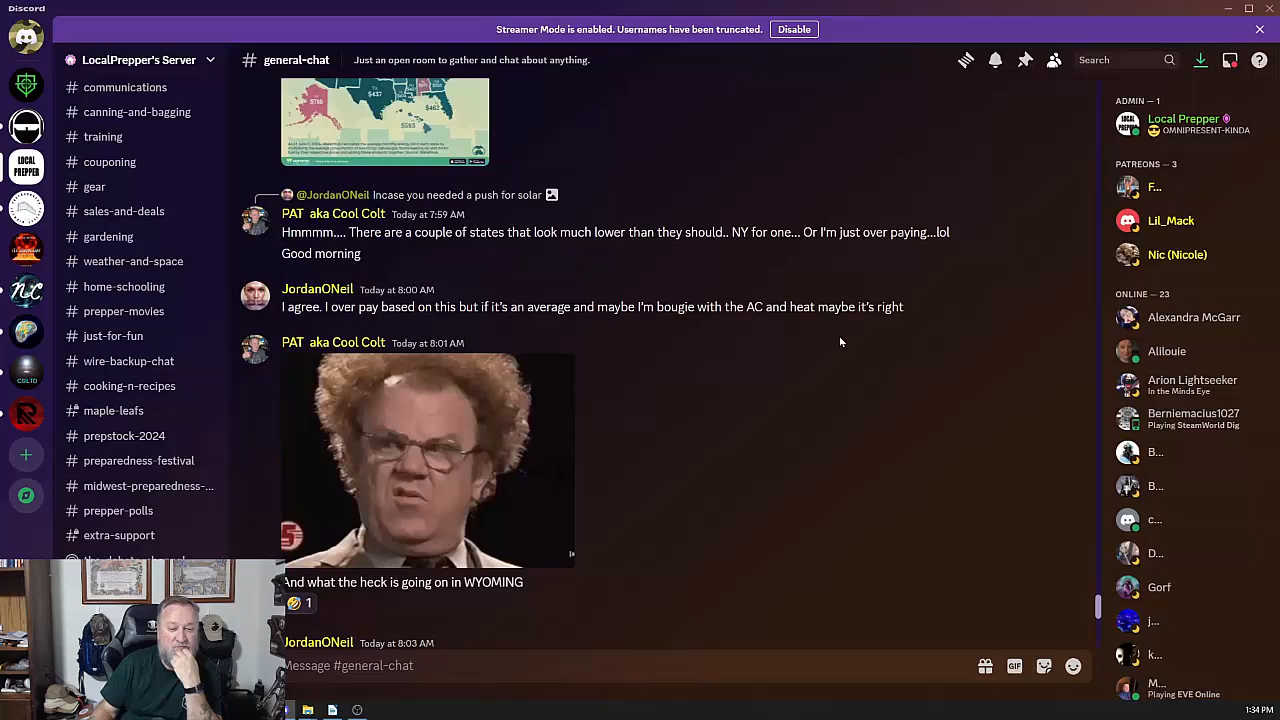 Discord
Streamer Mode is enabled. Usernames have been truncated. Disable
LocalPrepper's Server
# general-chat Just an open room to gather and chat about anything. Search
# communications
# canning-and-bagging
# training
# couponing
# gear
# sales-and-deals
# gardening
# weather-and-space
# home-schooling
# prepper-movies
# just-for-fun
# wire-backup-chat
# cooking-n-recipes
# maple-leafs
# prepstock-2024
# preparedness-festival
# midwest-preparedness-...
# prepper-polls
# extra-support
LOCAL
PREPPER
CSILTD
$716
$437
$462
$583
@JordanONeil Incase you needed a push for solar
PAT aka Cool Colt Today at 7:59 AM
Hmmmm.... There are a couple of states that look much lower than they should.. NY for one... Or I'm just over paying...lol
Good morning
JordanONeil Today at 8:00 AM
I agree. I over pay based on this but if it's an average and maybe I'm bougie with the AC and heat maybe it's right
PAT aka Cool Colt Today at 8:01 AM
And what the heck is going on in WYOMING
1
JordanONeil Today at 8:03 AM
Message #general-chat
GIF
ADMIN — 1
Local Prepper
OMNIPRESENT-KINDA
PATREONS — 3
F...
Lil_Mack
Nic (Nicole)
ONLINE — 23
Alexandra McGarr
Allouie
Arion Lightseeker
In the Minds Eye
Berniemacius1027
Playing SteamWorld Dig
B...
B...
c...
D...
Gorf
j...
k...
M...
Playing EVE Online
1:34 PM